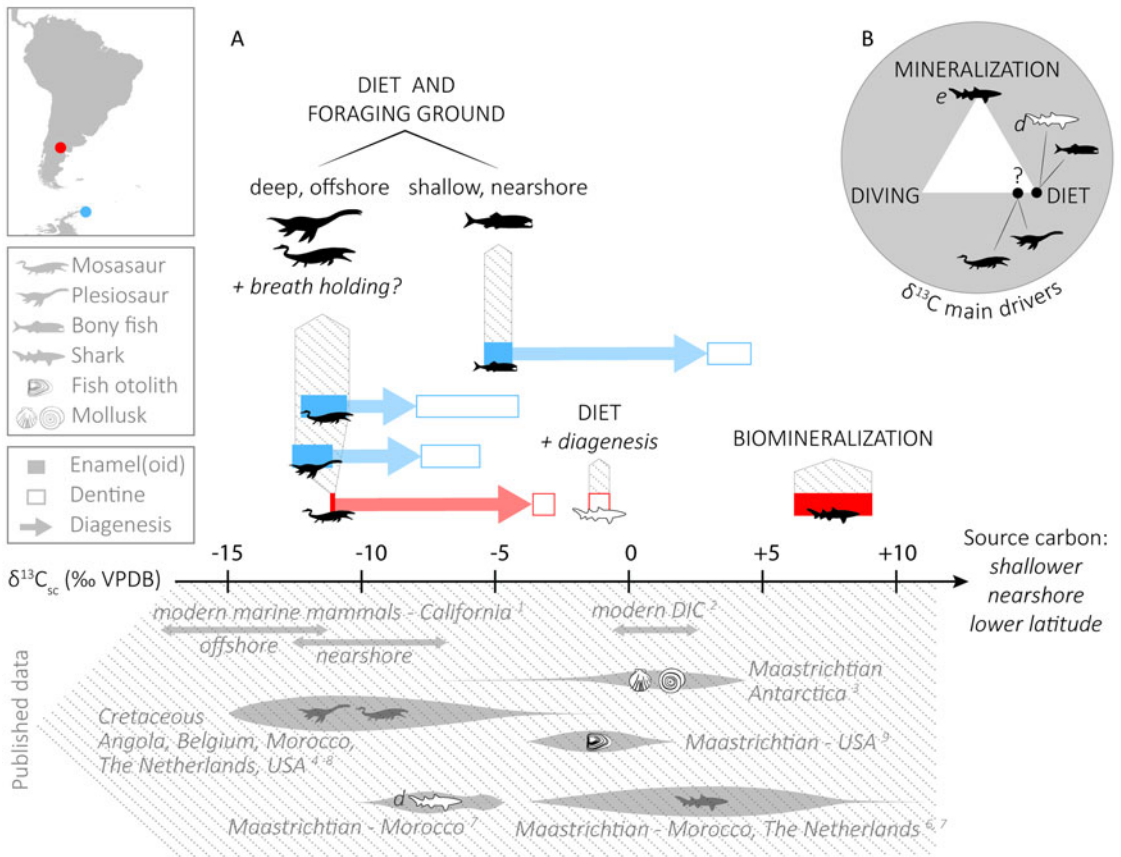 A
B
DIET AND
FORAGING GROUND
deep, offshore
shallow, nearshore
+ breath holding?
MINERALIZATION
e
d
?
DIVING
DIET
δ¹³C main drivers
Mosasaur
Plesiosaur
Bony fish
Shark
Fish otolith
Mollusk
Enamel(oid)
Dentine
Diagenesis
DIET
+ diagenesis
BIOMINERALIZATION
-15
-10
-5
0
+5
+10
δ¹³Csc (‰ VPDB)
Source carbon:
shallower
nearshore
lower latitude
Published data
modern marine mammals - California ¹
offshore
nearshore
modern DIC ²
Maastrichtian
Antarctica ³
Cretaceous
Angola, Belgium, Morocco,
The Netherlands, USA ⁴⁻⁸
Maastrichtian - USA ⁹
d
Maastrichtian - Morocco ⁷
Maastrichtian - Morocco, The Netherlands ⁶,⁷